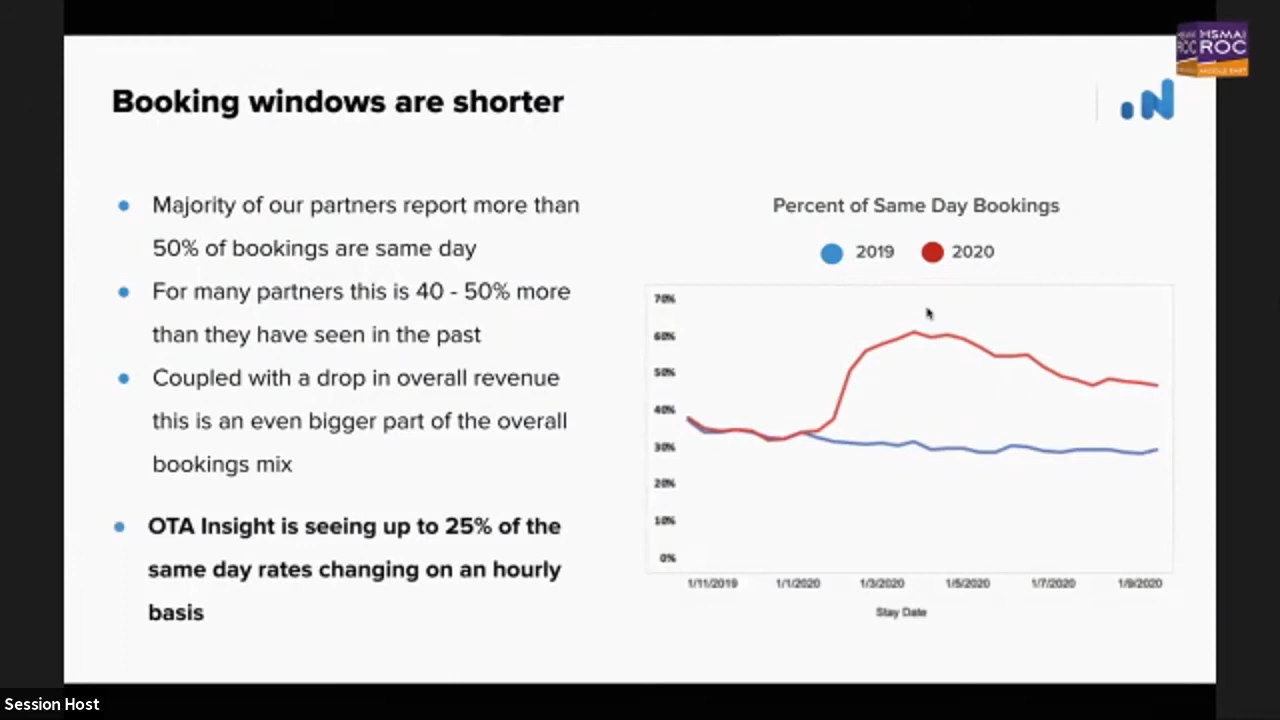 HSMAI
ROC
MIDDLE EAST
Booking windows are shorter
Majority of our partners report more than
50% of bookings are same day
For many partners this is 40 - 50% more
than they have seen in the past
Coupled with a drop in overall revenue
this is an even bigger part of the overall
bookings mix
OTA Insight is seeing up to 25% of the
same day rates changing on an hourly
basis
Percent of Same Day Bookings
2019 2020
70%
60%
50%
40%
30%
20%
10%
0%
1/11/2019 1/1/2020 1/3/2020 1/5/2020 1/7/2020 1/9/2020
Stay Date
Session Host